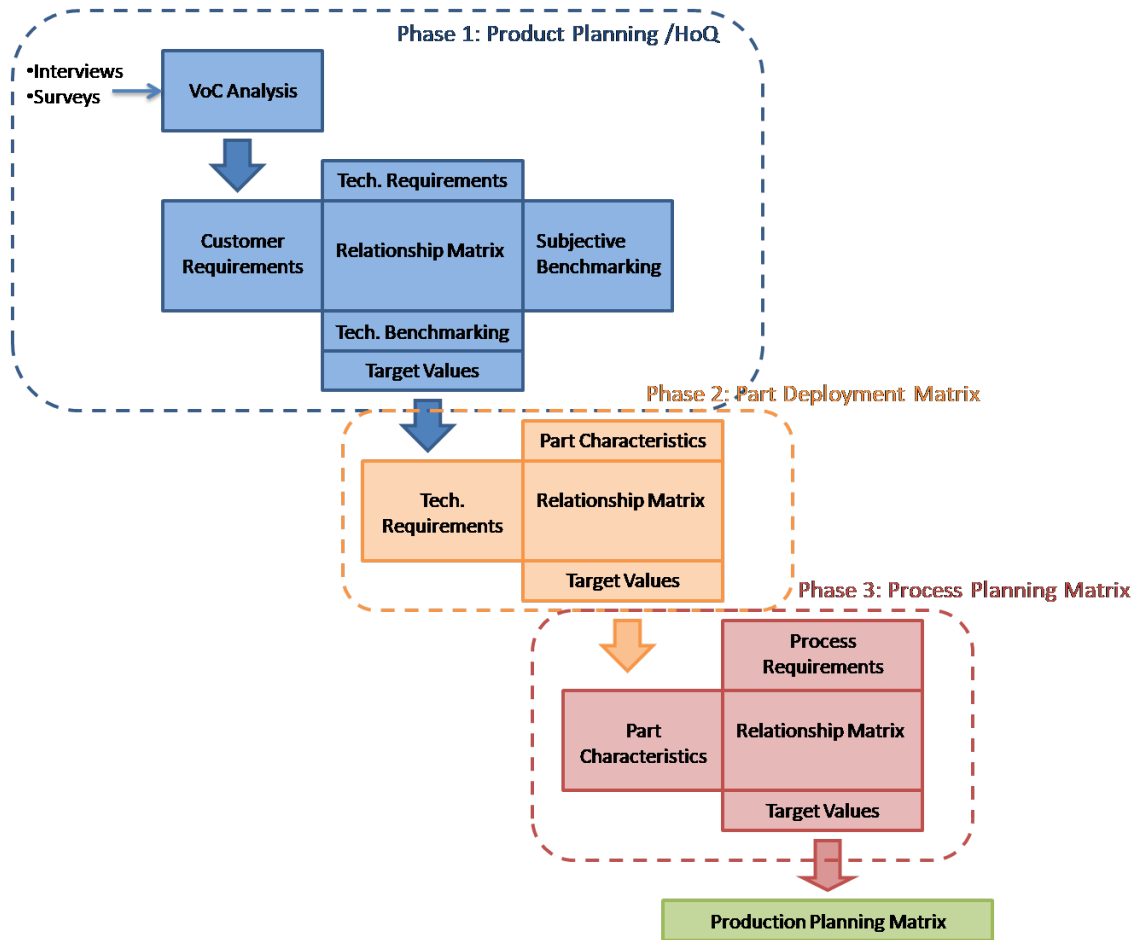 Phase 1: Product Planning /HoQ
•Interviews
•Surveys
VoC Analysis
Tech. Requirements
Customer
Requirements
Relationship Matrix
Subjective
Benchmarking
Tech. Benchmarking
Target Values
Phase 2: Part Deployment Matrix
Part Characteristics
Tech.
Requirements
Relationship Matrix
Target Values
Phase 3: Process Planning Matrix
Process
Requirements
Part
Characteristics
Relationship Matrix
Target Values
Production Planning Matrix